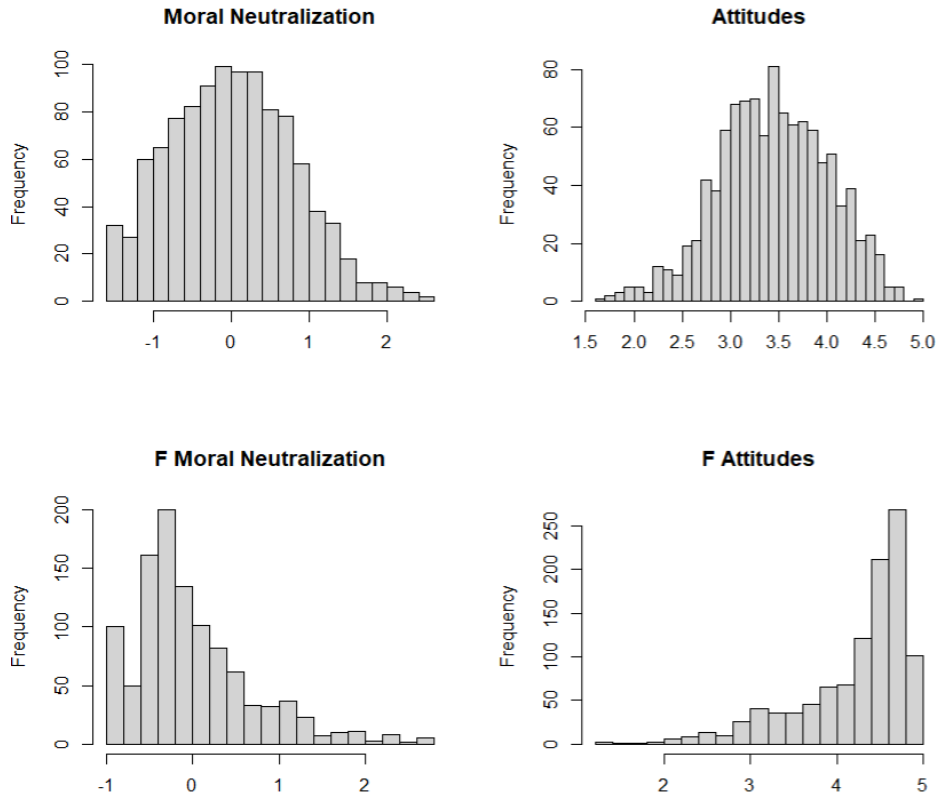 Moral Neutralization
Frequency
0 20 40 60 80 100
-1 0 1 2
Attitudes
Frequency
0 20 40 60 80
1.5 2.0 2.5 3.0 3.5 4.0 4.5 5.0
F Moral Neutralization
Frequency
0 50 100 150 200
-1 0 1 2
F Attitudes
Frequency
0 50 100 150 200 250
2 3 4 5